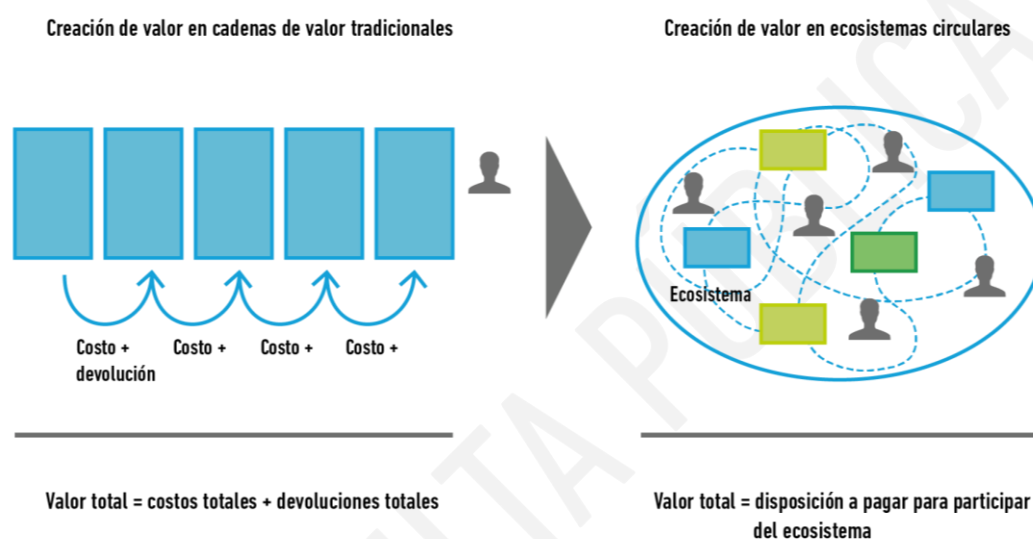 Creación de valor en cadenas de valor tradicionales
Creación de valor en ecosistemas circulares
Ecosistema
Costo +
devolución
Costo +
Costo +
Costo +
Valor total = costos totales + devoluciones totales
Valor total = disposición a pagar para participar
del ecosistema